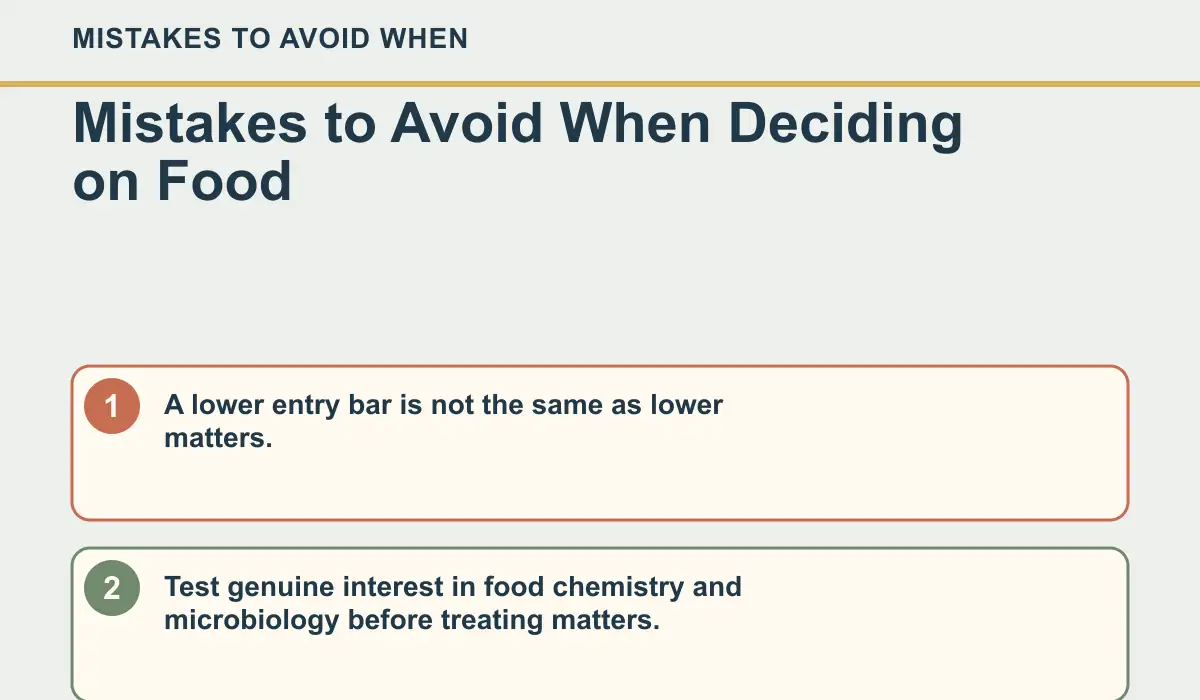 MISTAKES TO AVOID WHEN
Mistakes to Avoid When Deciding
on Food
1
A lower entry bar is not the same as lower
matters.
2
Test genuine interest in food chemistry and
microbiology before treating matters.